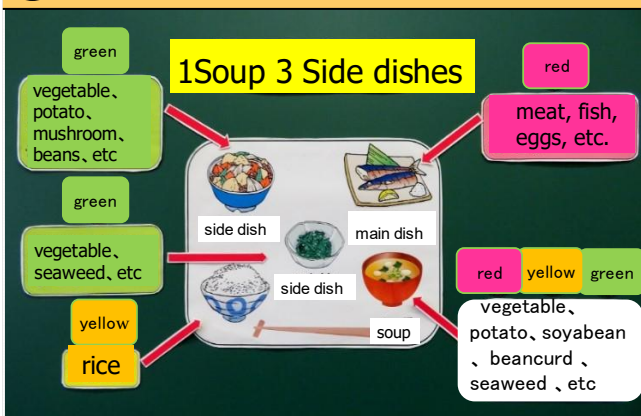 1Soup 3 Side dishes
green
vegetable、
potato、
mushroom、
beans、etc
red
meat, fish,
eggs, etc.
side dish
main dish
green
vegetable、
seaweed、etc
side dish
yellow
rice
soup
red yellow green
vegetable、
potato、soyabean
、beancurd 、
seaweed 、etc